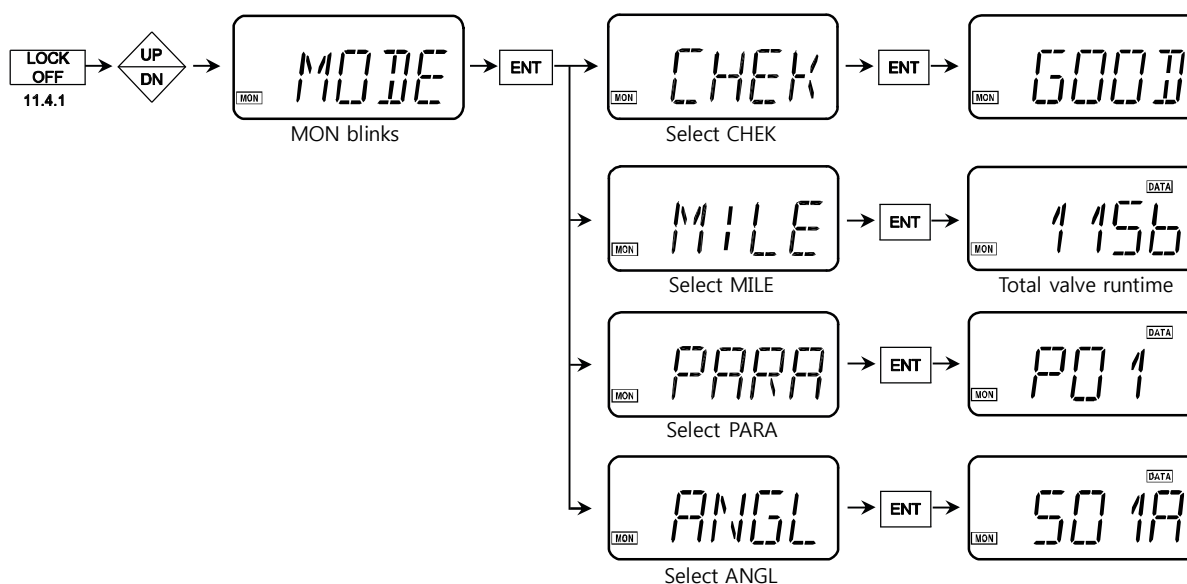 LOCK
OFF
11.4.1
UP
DN
MON
MODE
MON blinks
ENT
MON
CHEK
Select CHEK
ENT
MON
GOOD
MON
MILE
Select MILE
ENT
DATA
MON
1156
Total valve runtime
MON
PARA
Select PARA
ENT
DATA
MON
P01
MON
ANGL
Select ANGL
ENT
DATA
MON
S01A